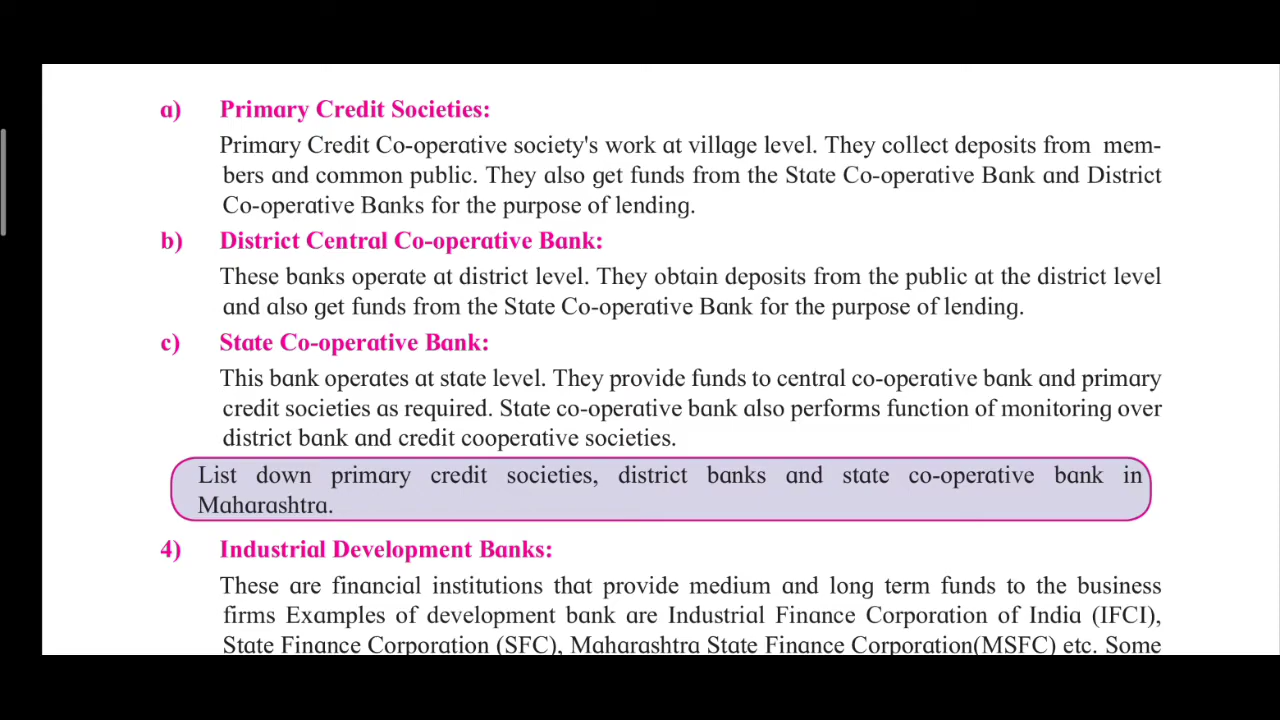 a) Primary Credit Societies:
Primary Credit Co-operative society's work at village level. They collect deposits from mem-
bers and common public. They also get funds from the State Co-operative Bank and District
Co-operative Banks for the purpose of lending.
b) District Central Co-operative Bank:
These banks operate at district level. They obtain deposits from the public at the district level
and also get funds from the State Co-operative Bank for the purpose of lending.
c) State Co-operative Bank:
This bank operates at state level. They provide funds to central co-operative bank and primary
credit societies as required. State co-operative bank also performs function of monitoring over
district bank and credit cooperative societies.
List down primary credit societies, district banks and state co-operative bank in
Maharashtra.
4) Industrial Development Banks:
These are financial institutions that provide medium and long term funds to the business
firms Examples of development bank are Industrial Finance Corporation of India (IFCI),
State Finance Corporation (SFC), Maharashtra State Finance Corporation(MSFC) etc. Some